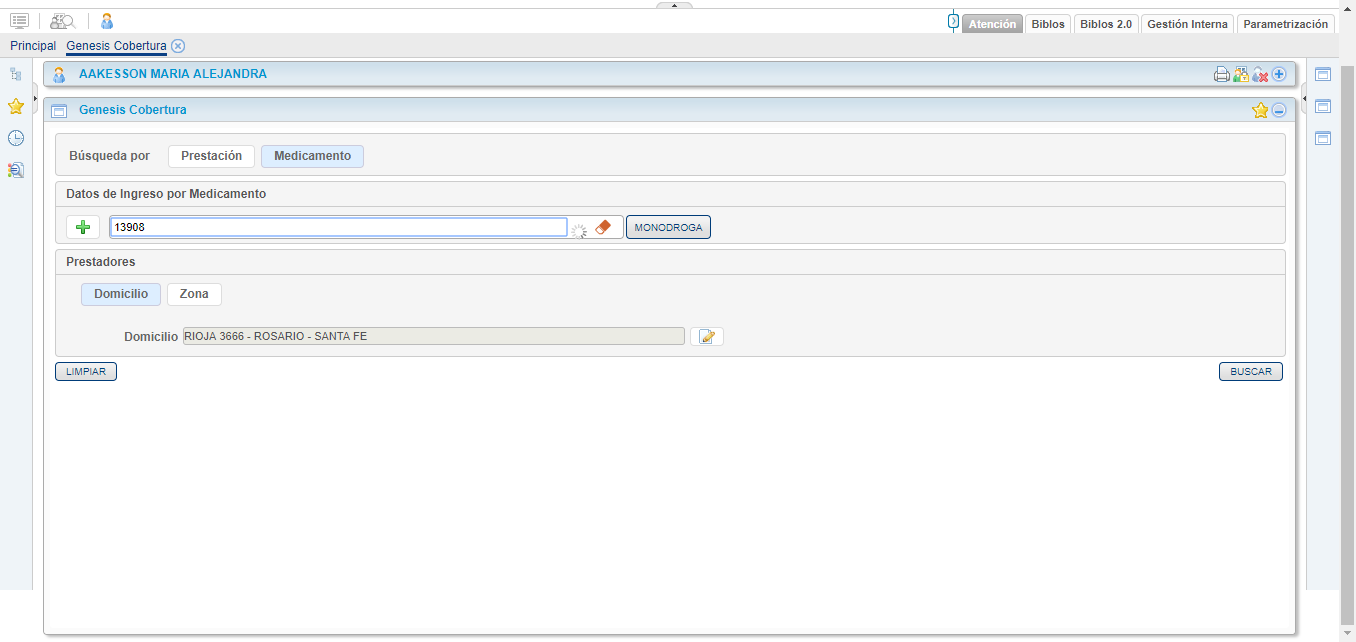 Atención Biblos Biblos 2.0 Gestión Interna Parametrización
Principal Genesis Cobertura
AAKESSON MARIA ALEJANDRA
Genesis Cobertura
Búsqueda por Prestación Medicamento
Datos de Ingreso por Medicamento
13908 MONODROGA
Prestadores
Domicilio Zona
Domicilio RIOJA 3666 - ROSARIO - SANTA FE
LIMPIAR BUSCAR